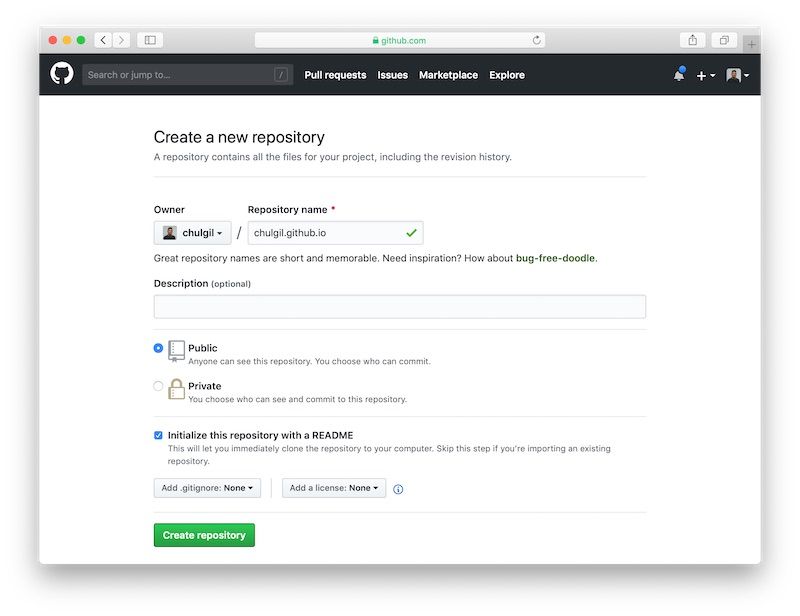 github.com
Search or jump to... /
Pull requests Issues Marketplace Explore
Create a new repository
A repository contains all the files for your project, including the revision history.
Owner Repository name *
chulgil / chulgil.github.io
Great repository names are short and memorable. Need inspiration? How about bug-free-doodle.
Description (optional)
Public
Anyone can see this repository. You choose who can commit.
Private
You choose who can see and commit to this repository.
Initialize this repository with a README
This will let you immediately clone the repository to your computer. Skip this step if you're importing an existing
repository.
Add .gitignore: None Add a license: None
Create repository